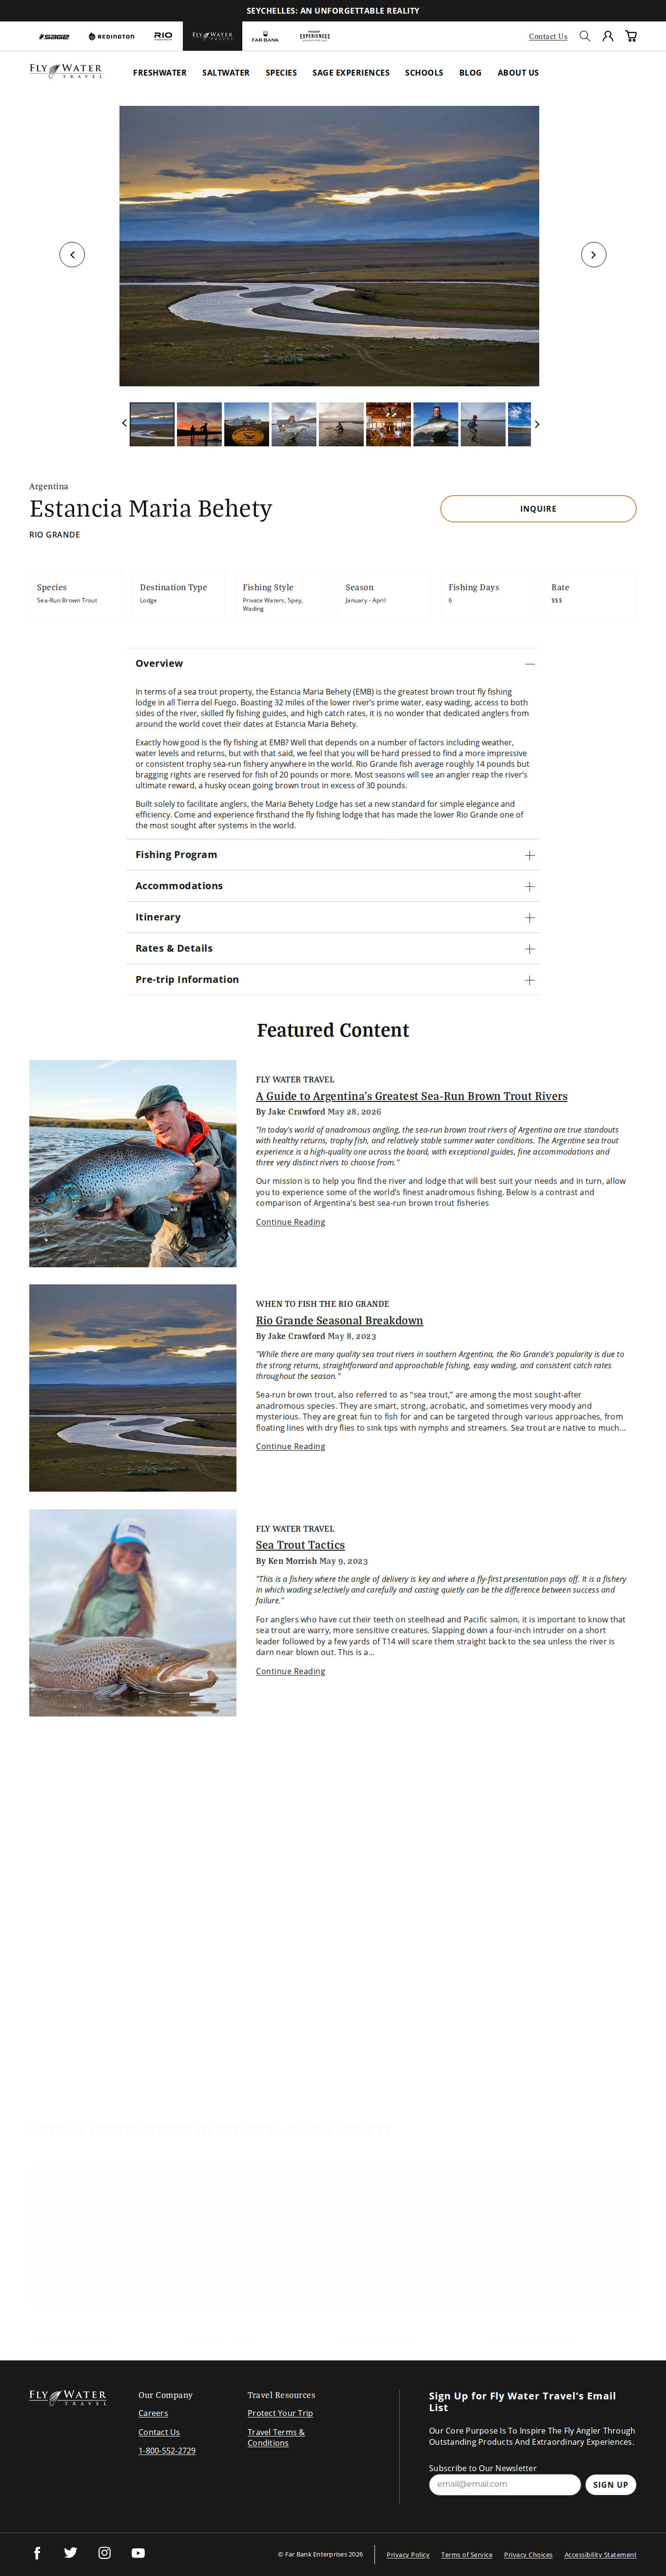 SEYCHELLES: AN UNFORGETTABLE REALITY
SAGE
REDINGTON
RIO
FLY WATER
TRAVEL
FAR BANK
EXPERIENCES
Contact Us
FLY WATER
TRAVEL
FRESHWATER SALTWATER SPECIES SAGE EXPERIENCES SCHOOLS BLOG ABOUT US
Argentina
Estancia Maria Behety
INQUIRE
RIO GRANDE
Species
Sea-Run Brown Trout
Destination Type
Lodge
Fishing Style
Private Waters, Spey,
Wading
Season
January - April
Fishing Days
6
Rate
$$$
Overview
In terms of a sea trout property, the Estancia Maria Behety (EMB) is the greatest brown trout fly fishing
lodge in all Tierra del Fuego. Boasting 32 miles of the lower river's prime water, easy wading, access to both
sides of the river, skilled fly fishing guides, and high catch rates, it is no wonder that dedicated anglers from
around the world covet their dates at Estancia Maria Behety.
Exactly how good is the fly fishing at EMB? Well that depends on a number of factors including weather,
water levels and returns, but with that said, we feel that you will be hard pressed to find a more impressive
or consistent trophy sea-run fishery anywhere in the world. Rio Grande fish average roughly 14 pounds but
bragging rights are reserved for fish of 20 pounds or more. Most seasons will see an angler reap the river's
ultimate reward, a husky ocean going brown trout in excess of 30 pounds.
Built solely to facilitate anglers, the Maria Behety Lodge has set a new standard for simple elegance and
efficiency. Come and experience firsthand the fly fishing lodge that has made the lower Rio Grande one of
the most sought after systems in the world.
Fishing Program
Accommodations
Itinerary
Rates & Details
Pre-trip Information
Featured Content
FLY WATER TRAVEL
A Guide to Argentina's Greatest Sea-Run Brown Trout Rivers
By Jake Crawford May 28, 2026
"In today's world of anadromous angling, the sea-run brown trout rivers of Argentina are true standouts
with healthy returns, trophy fish, and relatively stable summer water conditions. The Argentine sea trout
experience is a high-quality one across the board, with exceptional guides, fine accommodations and
three very distinct rivers to choose from."
Our mission is to help you find the river and lodge that will best suit your needs and in turn, allow
you to experience some of the world's finest anadromous fishing. Below is a contrast and
comparison of Argentina's best sea-run brown trout fisheries
Continue Reading
WHEN TO FISH THE RIO GRANDE
Rio Grande Seasonal Breakdown
By Jake Crawford May 8, 2023
"While there are many quality sea trout rivers in southern Argentina, the Rio Grande's popularity is due to
the strong returns, straightforward and approachable fishing, easy wading, and consistent catch rates
throughout the season."
Sea-run brown trout, also referred to as “sea trout,” are among the most sought-after
anadromous species. They are smart, strong, acrobatic, and sometimes very moody and
mysterious. They are great fun to fish for and can be targeted through various approaches, from
floating lines with dry flies to sink tips with nymphs and streamers. Sea trout are native to much...
Continue Reading
FLY WATER TRAVEL
Sea Trout Tactics
By Ken Morrish May 9, 2023
"This is a fishery where the angle of delivery is key and where a fly-first presentation pays off. It is a fishery
in which wading selectively and carefully and casting quietly can be the difference between success and
failure."
For anglers who have cut their teeth on steelhead and Pacific salmon, it is important to know that
sea trout are wary, more sensitive creatures. Slapping down a four-inch intruder on a short
leader followed by a few yards of T14 will scare them straight back to the sea unless the river is
darn near blown out. This is a...
Continue Reading
FLY WATER
TRAVEL
Our Company
Careers
Contact Us
1-800-552-2729
Travel Resources
Protect Your Trip
Travel Terms &
Conditions
Sign Up for Fly Water Travel's Email
List
Our Core Purpose Is To Inspire The Fly Angler Through
Outstanding Products And Extraordinary Experiences.
Subscribe to Our Newsletter
email@email.com
SIGN UP
© Far Bank Enterprises 2026
Privacy Policy
Terms of Service
Privacy Choices
Accessibility Statement